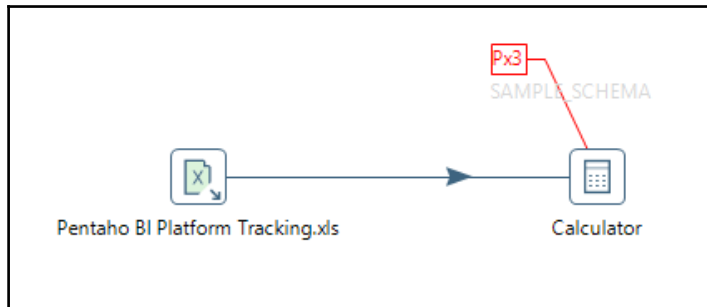 Px3
SAMPLE_SCHEMA
Pentaho BI Platform Tracking.xls
Calculator